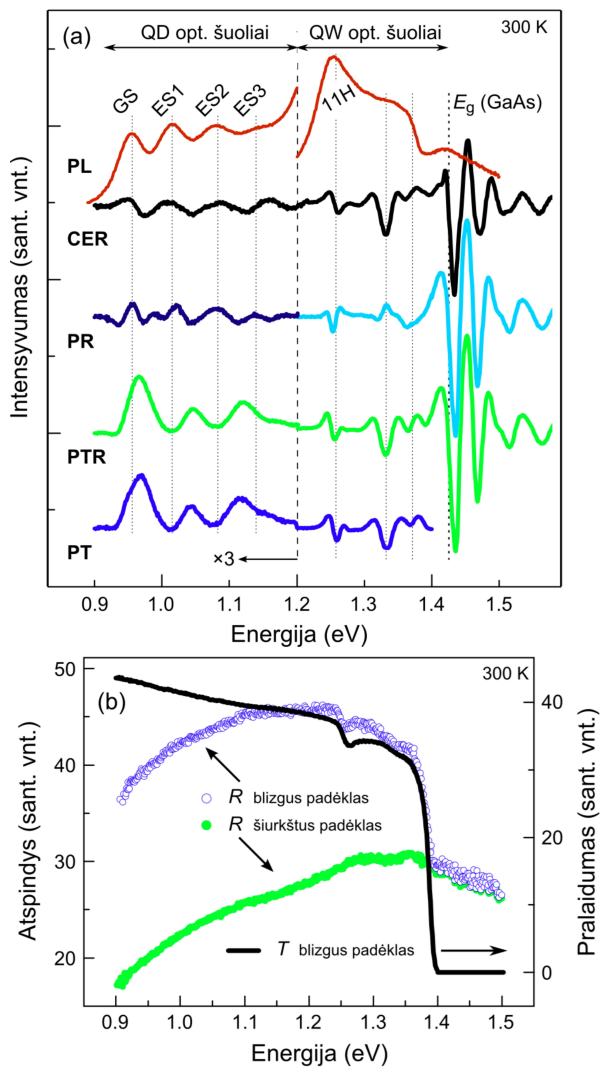 (a)
QD opt. šuoliai
QW opt. šuoliai
300 K
GS
ES1
ES2
ES3
11H
Eg (GaAs)
PL
CER
PR
PTR
PT
×3
Intensyvumas (sant. vnt.)
0.9 1.0 1.1 1.2 1.3 1.4 1.5
Energija (eV)
(b)
300 K
50
40
30
20
Atspindys (sant. vnt.)
R blizgus padėklas
R šiurkštus padėklas
T blizgus padėklas
40
20
0
Pralaidumas (sant. vnt.)
0.9 1.0 1.1 1.2 1.3 1.4 1.5
Energija (eV)